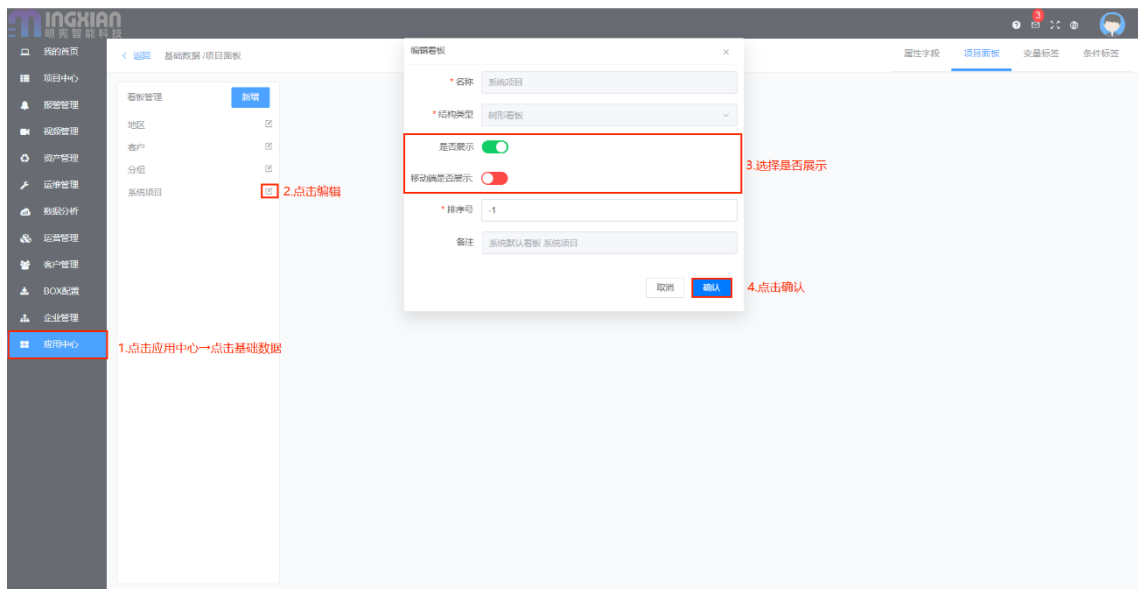 INGXIAN
明宪智能科技
3
我的首页
项目中心
报警管理
视频管理
资产管理
运维管理
数据分析
运营管理
客户管理
BOX配置
企业管理
应用中心
< 返回 基础数据 /项目面板
属性字段 项目面板 变量标签 条件标签
看板管理 新增
地区
客户
分组
系统项目
2.点击编辑
1.点击应用中心→点击基础数据
编辑看板 ×
* 名称 系统项目
* 结构类型 树形看板
是否展示
移动端是否展示:
3.选择是否展示
* 排序号 -1
备注 系统默认看板 系统项目
取消 确认
4.点击确认